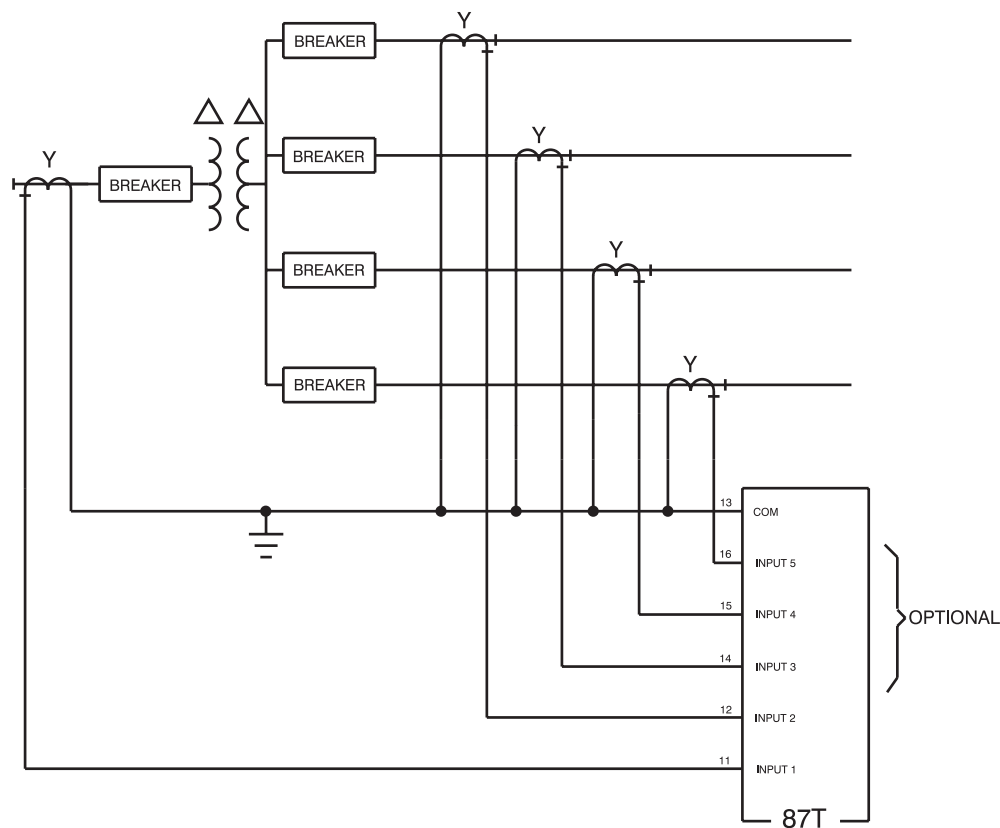 Y
BREAKER
Y
BREAKER
Y
BREAKER
Y
BREAKER
Y
BREAKER
13 COM
16 INPUT 5
15 INPUT 4
OPTIONAL
14 INPUT 3
12 INPUT 2
11 INPUT 1
87T